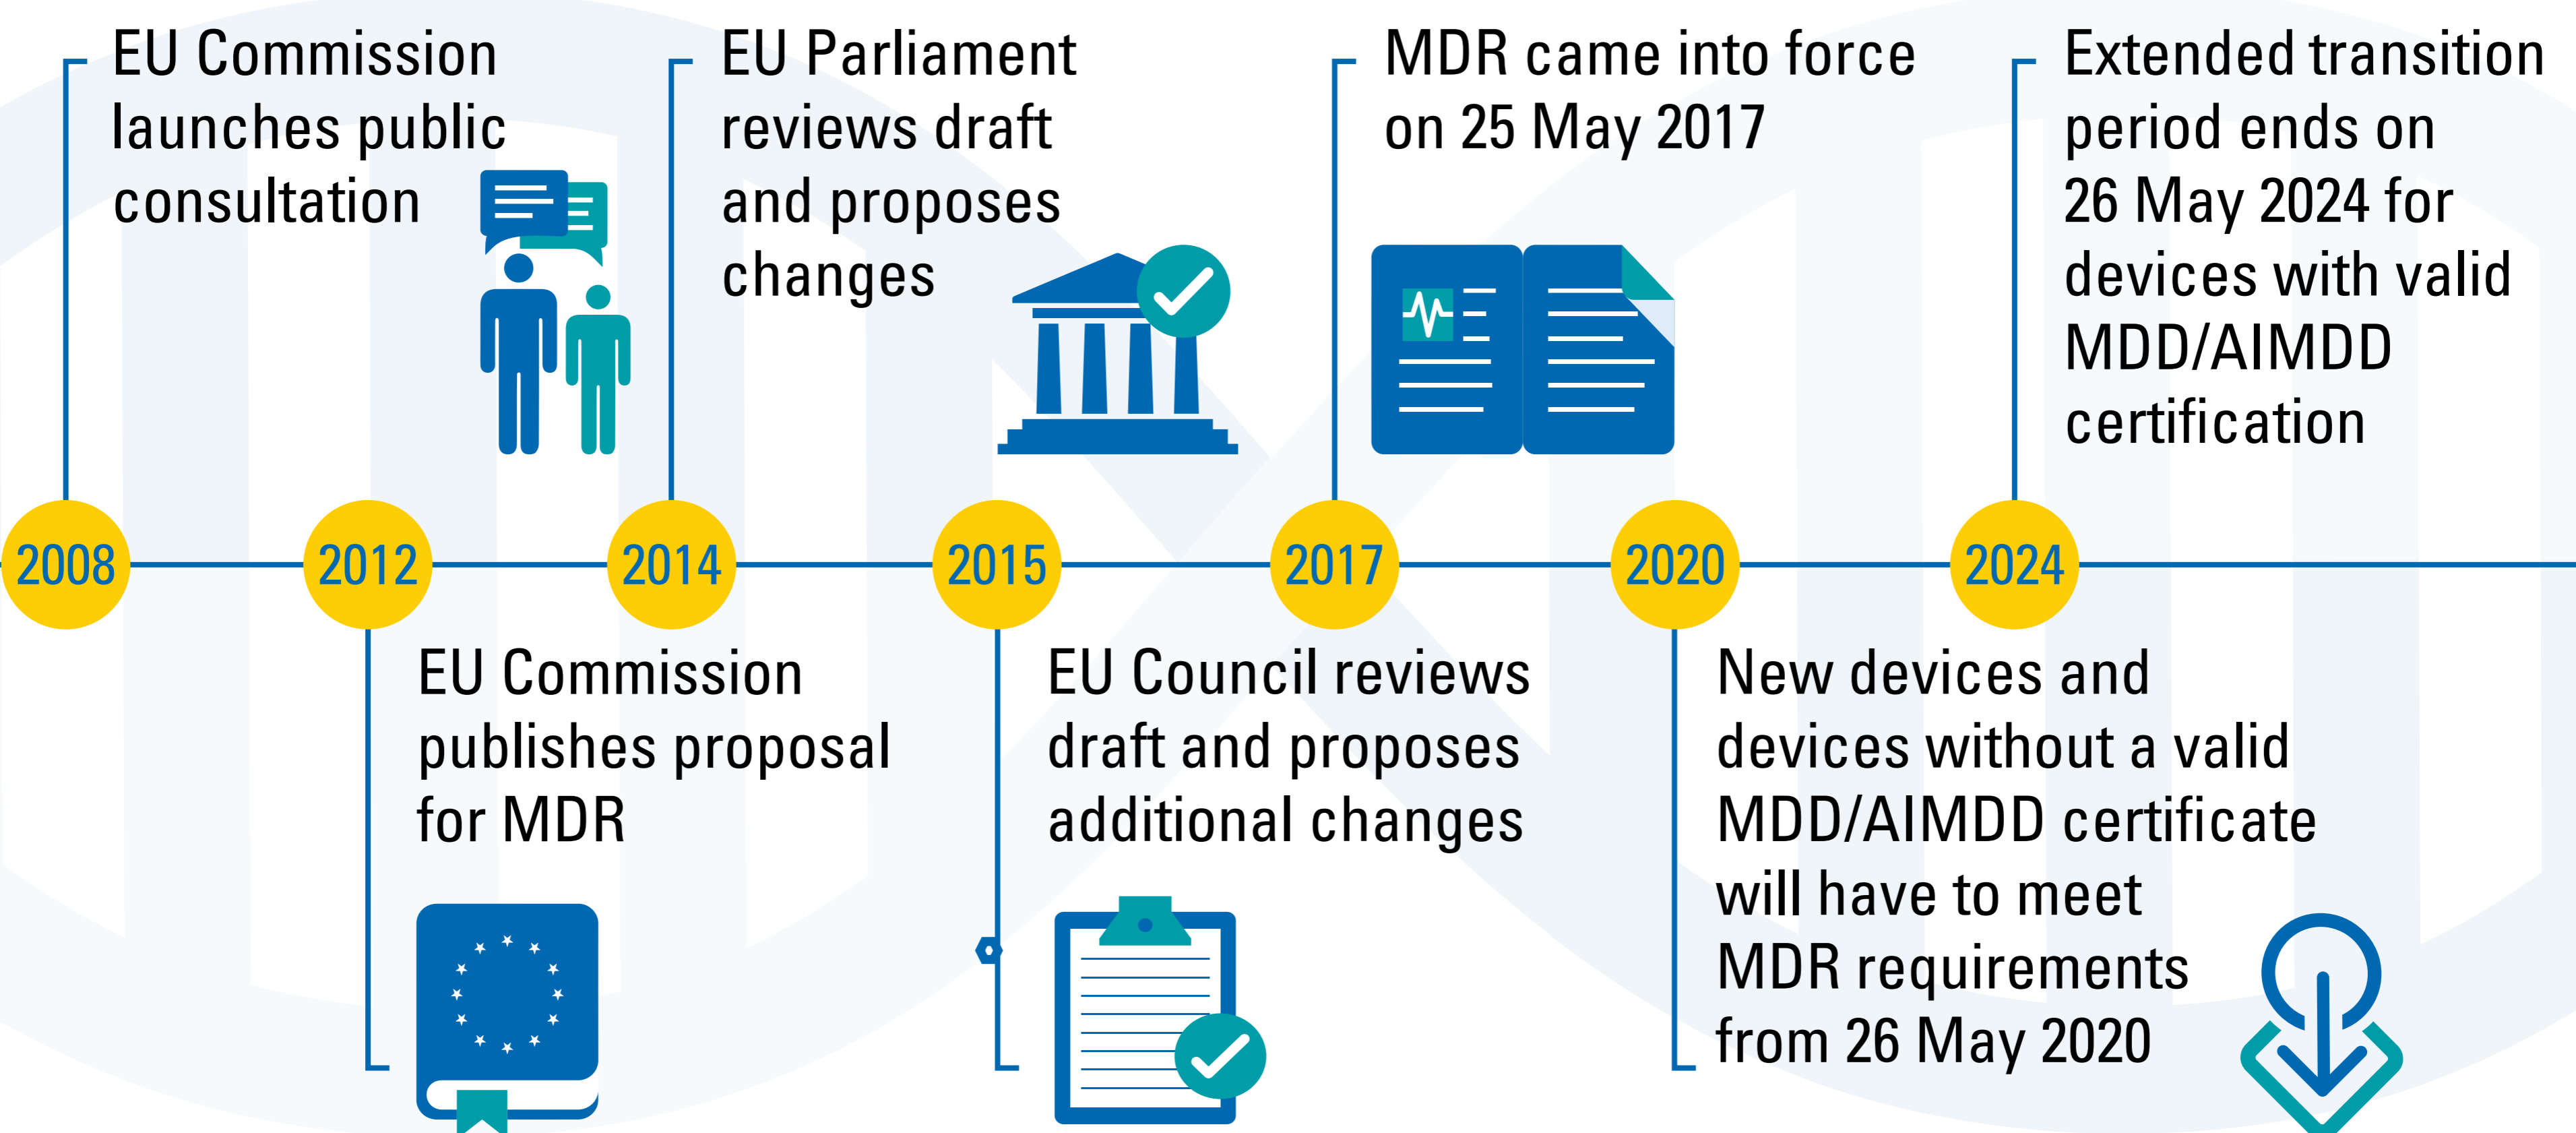 2008
EU Commission
launches public
consultation
2012
EU Commission
publishes proposal
for MDR
2014
EU Parliament
reviews draft
and proposes
changes
2015
EU Council reviews
draft and proposes
additional changes
2017
MDR came into force
on 25 May 2017
2020
New devices and
devices without a valid
MDD/AIMDD certificate
will have to meet
MDR requirements
from 26 May 2020
2024
Extended transition
period ends on
26 May 2024 for
devices with valid
MDD/AIMDD
certification